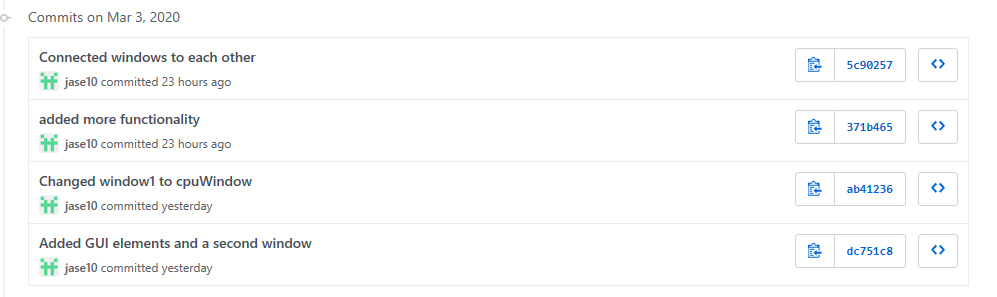 Commits on Mar 3, 2020
Connected windows to each other
jase10 committed 23 hours ago
5c90257
added more functionality
jase10 committed 23 hours ago
371b465
Changed window1 to cpuWindow
jase10 committed yesterday
ab41236
Added GUI elements and a second window
jase10 committed yesterday
dc751c8